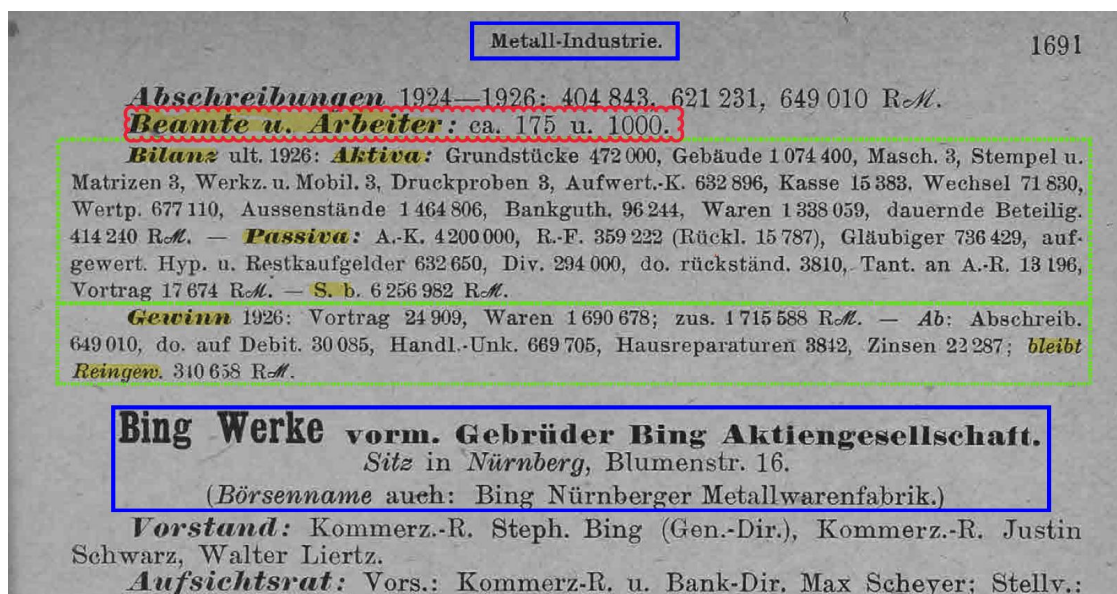 Metall-Industrie.
1691
Abschreibungen 1924—1926: 404 843, 621 231, 649 010 RℳM.
Beamte u. Arbeiter: ca. 175 u. 1000.
Bilanz ult. 1926: Aktiva: Grundstücke 472 000, Gebäude 1 074 400, Masch. 3, Stempel u.
Matrizen 3, Werkz. u. Mobil. 3, Druckproben 3, Aufwert.-K. 632 896, Kasse 15 383, Wechsel 71 830,
Wertp. 677 110, Aussenstände 1 464 806, Bankguth. 96 244, Waren 1 338 059, dauernde Beteilig.
414 240 Rℳ. — Passiva: A.-K. 4 200 000, R.-F. 359 222 (Rückl. 15 787), Gläubiger 736 429, auf-
gewert. Hyp. u. Restkaufgelder 632 650, Div. 294 000, do. rückständ. 3810, Tant. an A.-R. 13 196,
Vortrag 17 674 Rℳ. — S. b. 6 256 982 Rℳ.
Gewinn 1926: Vortrag 24 909, Waren 1 690 678; zus. 1 715 588 Rℳ. — Ab: Abschreib.
649 010, do. auf Debit. 30 085, Handl.-Unk. 669 705, Hausreparaturen 3842, Zinsen 22 287; bleibt
Reingew. 340 658 Rℳ.
Bing Werke vorm. Gebrüder Bing Aktiengesellschaft.
Sitz in Nürnberg, Blumenstr. 16.
(Börsenname auch: Bing Nürnberger Metallwarenfabrik.)
Vorstand: Kommerz.-R. Steph. Bing (Gen.-Dir.), Kommerz.-R. Justin
Schwarz, Walter Liertz.
Aufsichtsrat: Vors.: Kommerz-R. u. Bank-Dir. Max Scheyer; Stellv.: